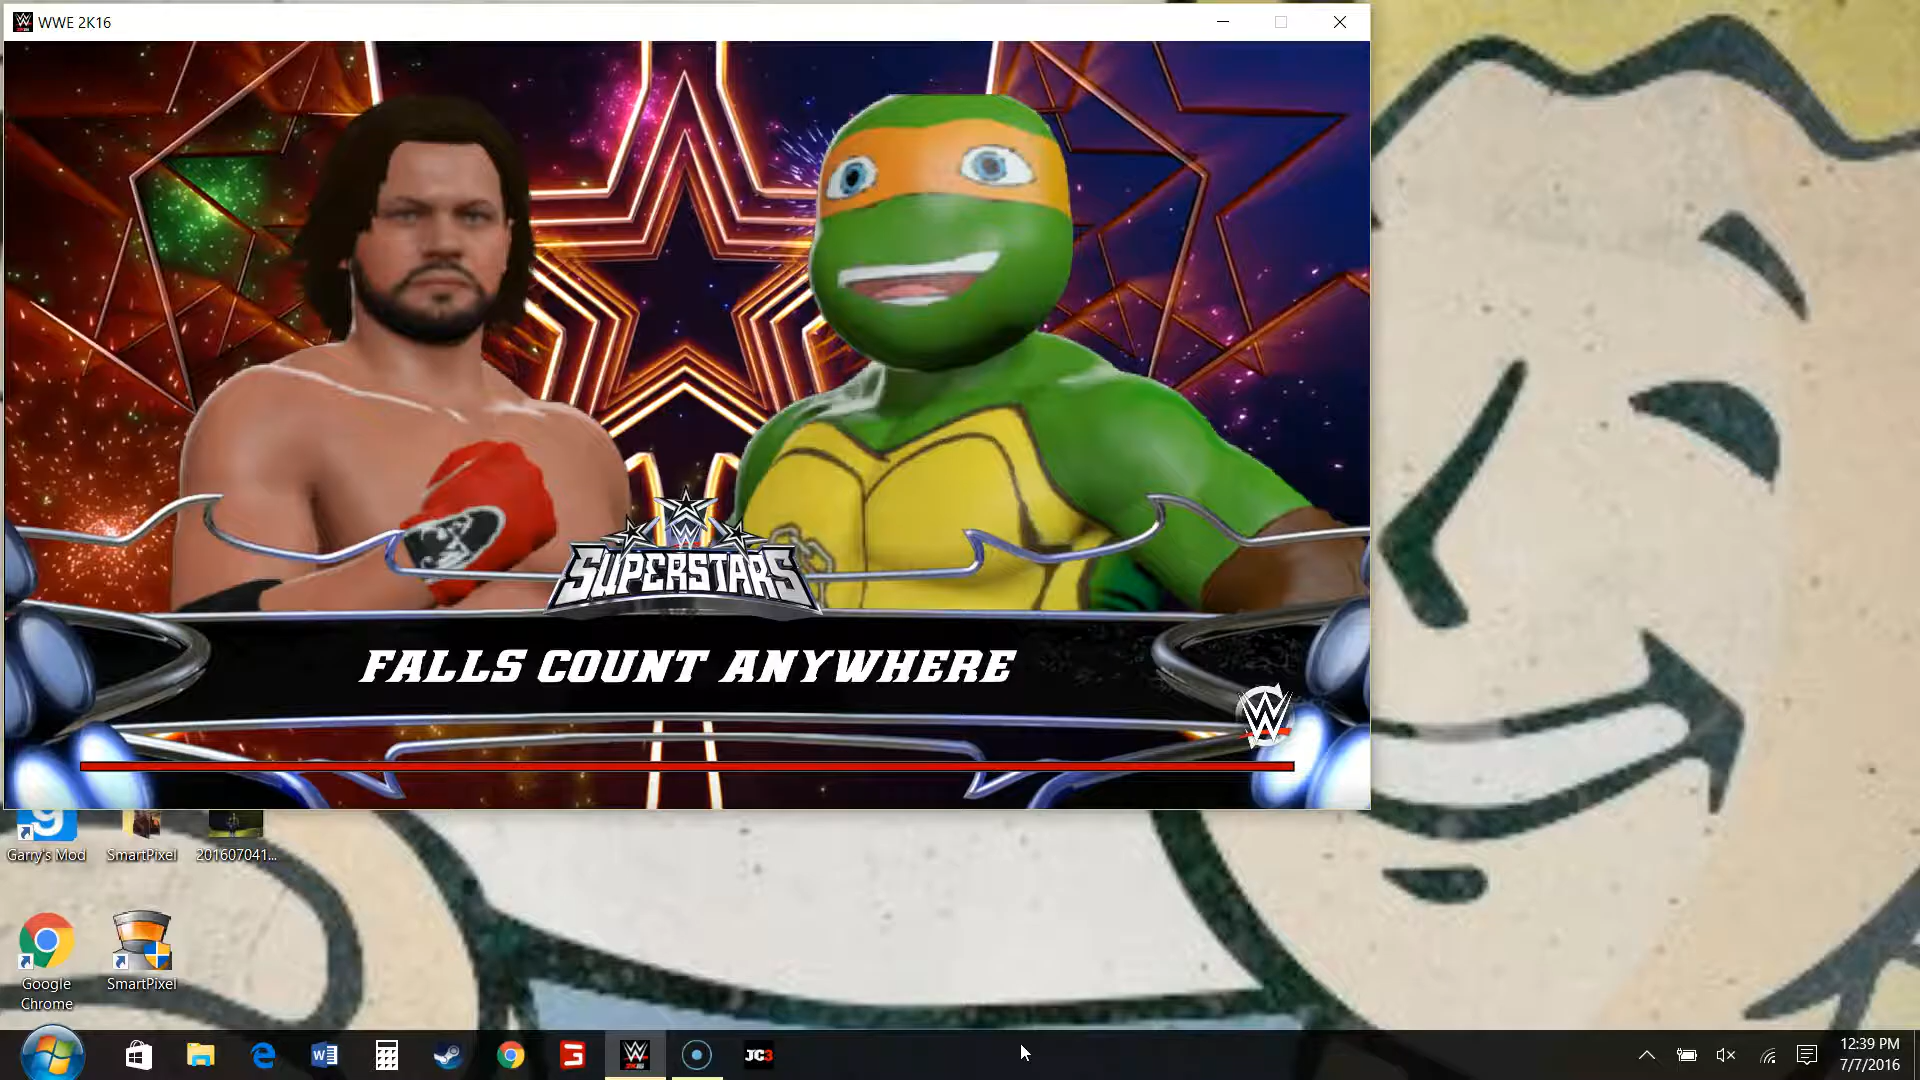 WWE 2K16
SUPERSTARS
FALLS COUNT ANYWHERE
Garry's Mod
SmartPixel
201607041...
Google
Chrome
SmartPixel
JC3
12:39 PM
7/7/2016